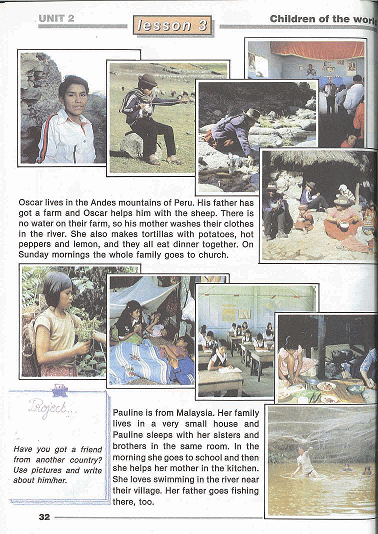 UNIT 2
lesson 3
Children of the
Oscar lives in the Andes mountains of Peru. His father has
got a farm and Oscar helps him with the sheep. There is
no water on their farm, so his mother washes their clothes
in the river. She also makes tortillas with potatoes, hot
peppers and lemon, and they all eat dinner together. On
Sunday mornings the whole family goes to church.
Project...
Have you got a friend
from another country?
Use pictures and write
about him/her.
Pauline is from Malaysia. Her family
lives in a very small house and
Pauline sleeps with her sisters and
brothers in the same room. In the
morning she goes to school and then
she helps her mother in the kitchen.
She loves swimming in the river near
their village. Her father goes fishing
there, too.
32